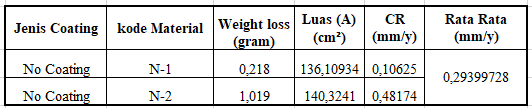 Jenis Coating kode Material Weight loss (gram) Luas (A) (cm²) CR (mm/y) Rata Rata (mm/y)
No Coating N-1 0,218 136,10934 0,10625 0,29399728
No Coating N-2 1,019 140,3241 0,48174